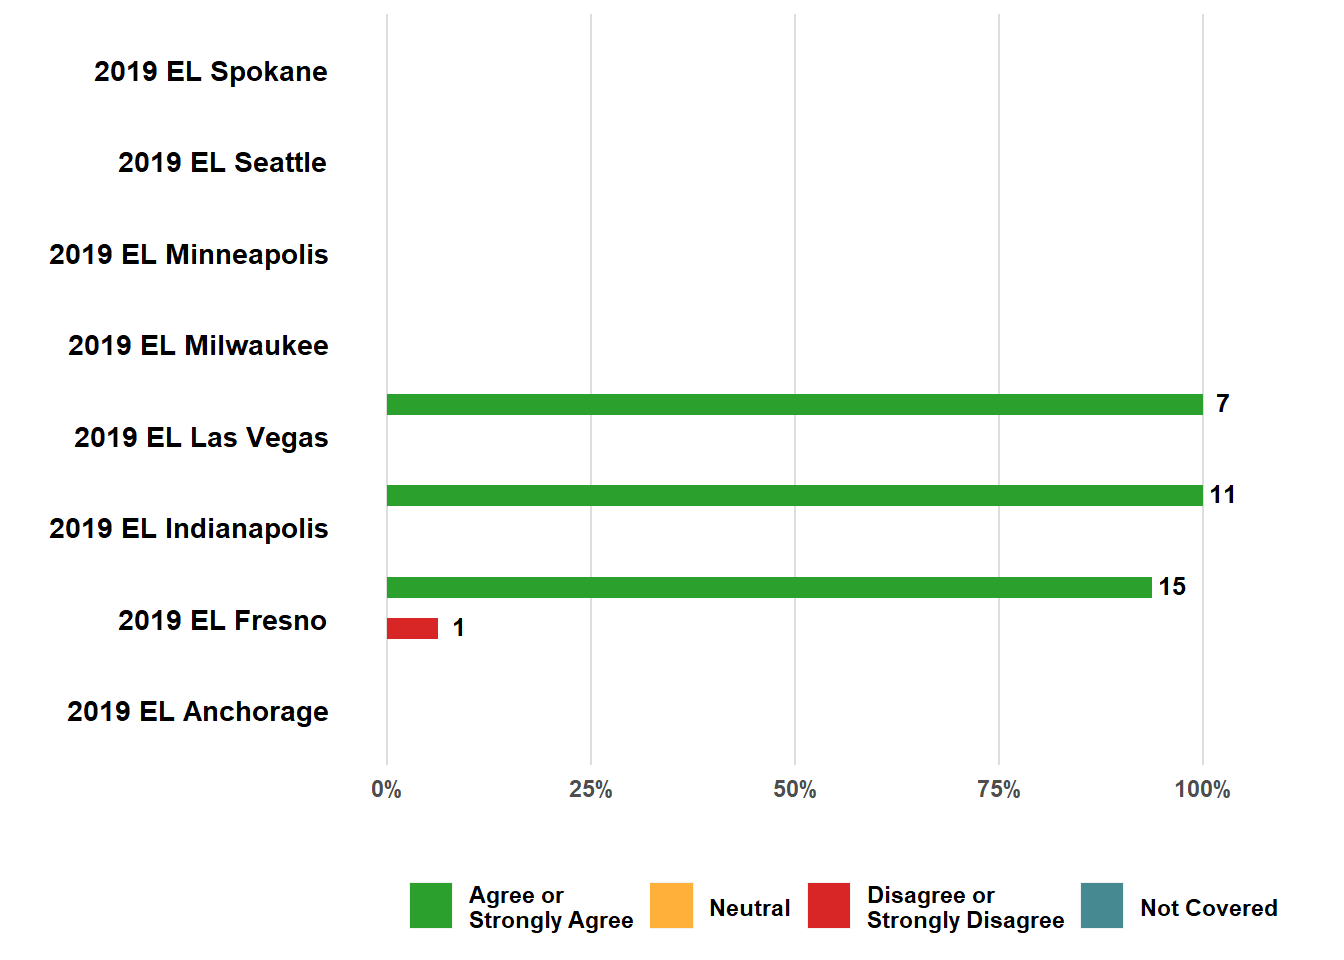 2019 EL Spokane
2019 EL Seattle
2019 EL Minneapolis
2019 EL Milwaukee
7
2019 EL Las Vegas
11
2019 EL Indianapolis
15
2019 EL Fresno
1
2019 EL Anchorage
0% 25% 50% 75% 100%
Agree or
Strongly Agree
Neutral
Disagree or
Strongly Disagree
Not Covered